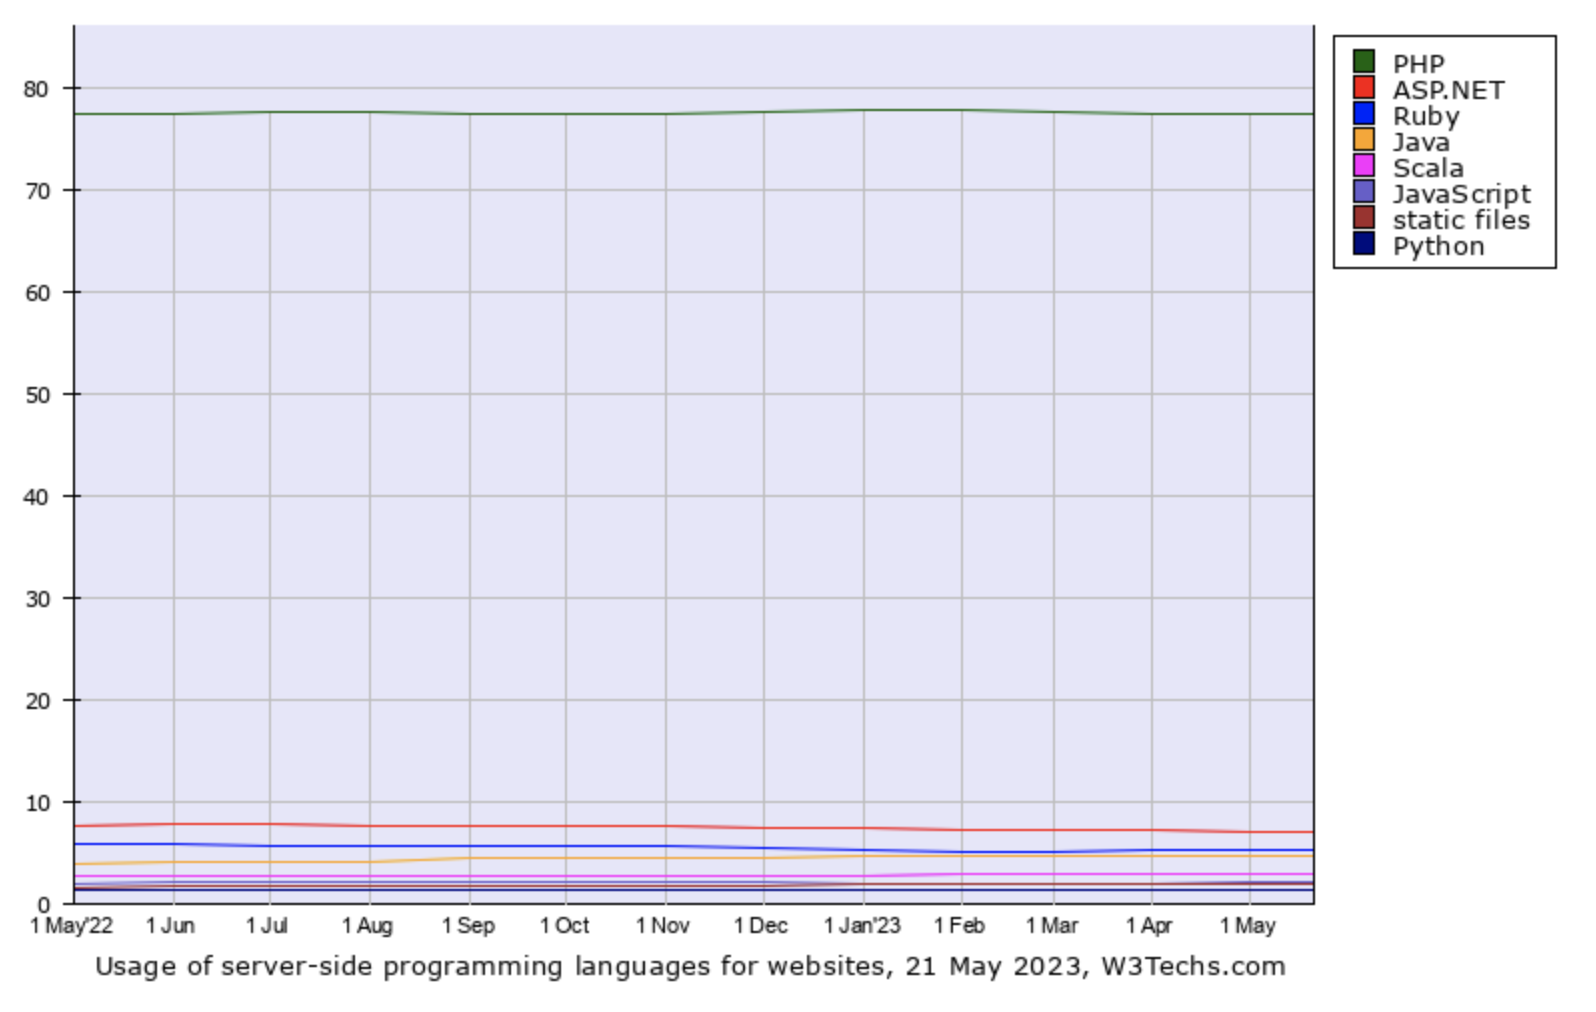 80
70
60
50
40
30
20
10
0
1 May'22 1 Jun 1 Jul 1 Aug 1 Sep 1 Oct 1 Nov 1 Dec 1 Jan'23 1 Feb 1 Mar 1 Apr 1 May
Usage of server-side programming languages for websites, 21 May 2023, W3Techs.com
PHP
ASP.NET
Ruby
Java
Scala
JavaScript
static files
Python